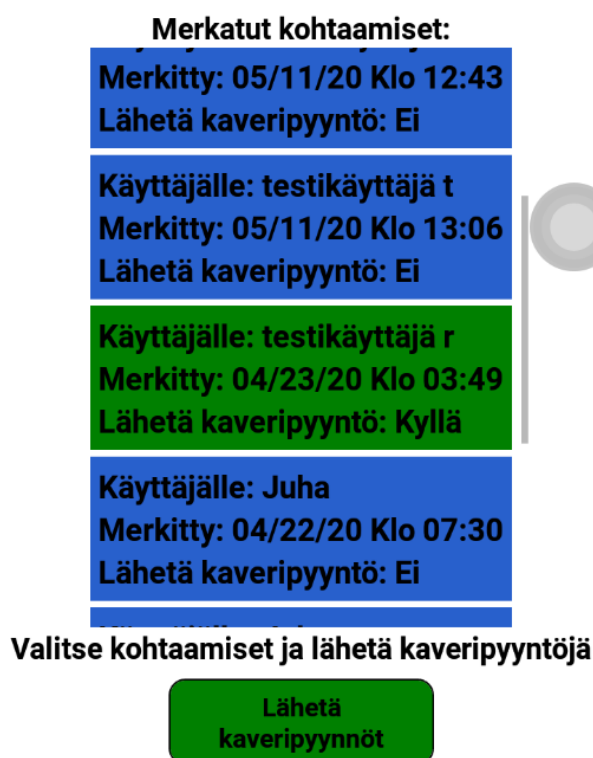 Merkatut kohtaamiset:
Merkitty: 05/11/20 Klo 12:43
Lähetä kaveripyyntö: Ei
Käyttäjälle: testikäyttäjä t
Merkitty: 05/11/20 Klo 13:06
Lähetä kaveripyyntö: Ei
Käyttäjälle: testikäyttäjä r
Merkitty: 04/23/20 Klo 03:49
Lähetä kaveripyyntö: Kyllä
Käyttäjälle: Juha
Merkitty: 04/22/20 Klo 07:30
Lähetä kaveripyyntö: Ei
Valitse kohtaamiset ja lähetä kaveripyyntöjä
Lähetä
kaveripyynnöt